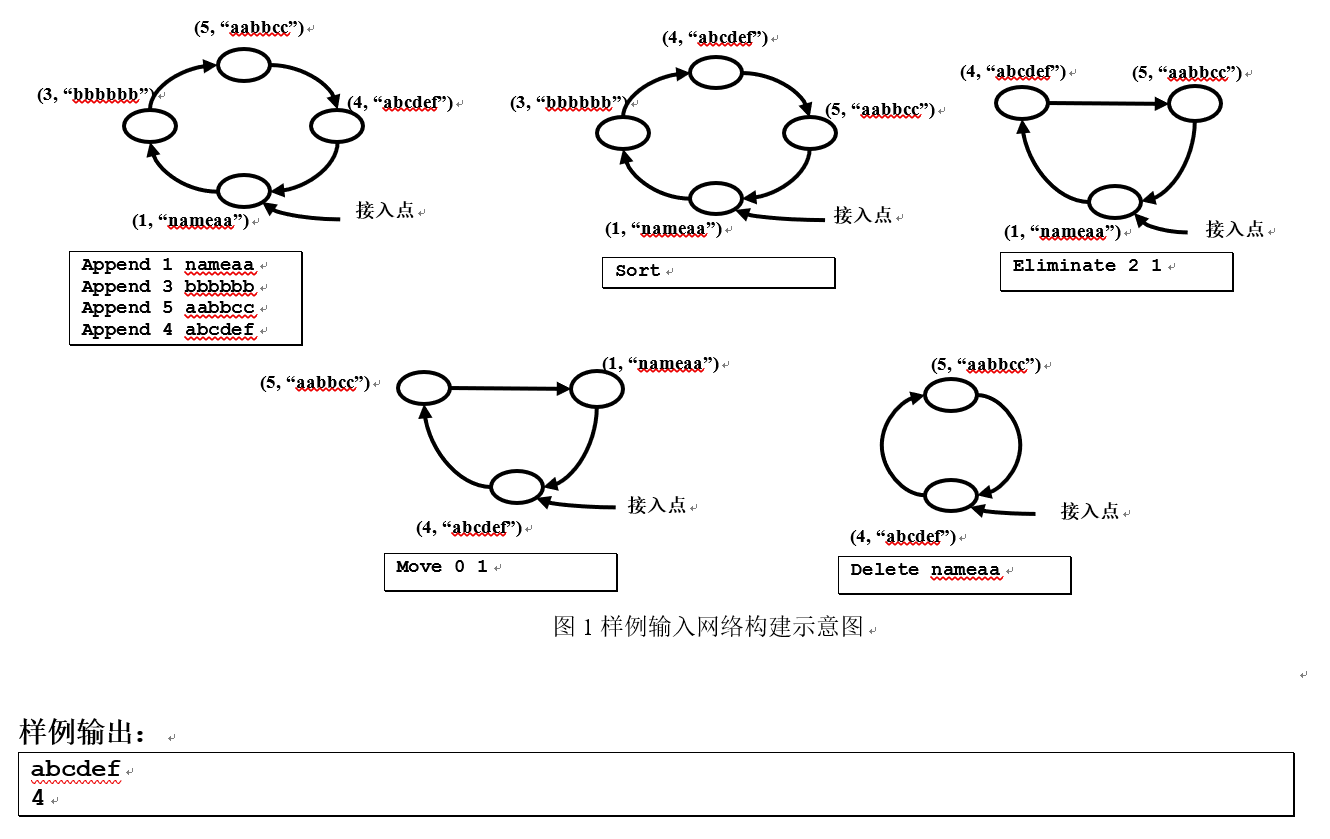 (5, “aabbcc”)
(3, “bbbbbb”)
(4, “abcdef”)
(1, “nameaa”)
接入点
Append 1 nameaa
Append 3 bbbbbb
Append 5 aabbcc
Append 4 abcdef
(4, “abcdef”)
(3, “bbbbbb”)
(5, “aabbcc”)
(1, “nameaa”)
接入点
Sort
(4, “abcdef”)
(5, “aabbcc”)
(1, “nameaa”)
接入点
Eliminate 2 1
(5, “aabbcc”)
(1, “nameaa”)
(4, “abcdef”)
接入点
Move 0 1
(5, “aabbcc”)
(4, “abcdef”)
接入点
Delete nameaa
图 1 样例输入网络构建示意图
样例输出：
abcdef
4